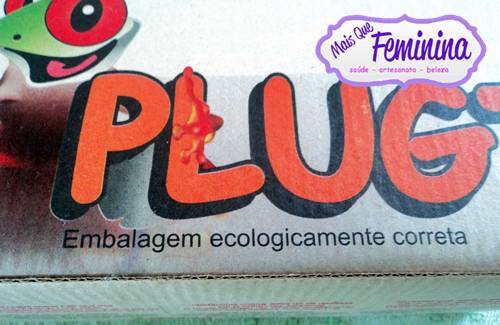 Mais Que
Feminina
saúde - artesanato - beleza
PLUG
Embalagem ecologicamente correta